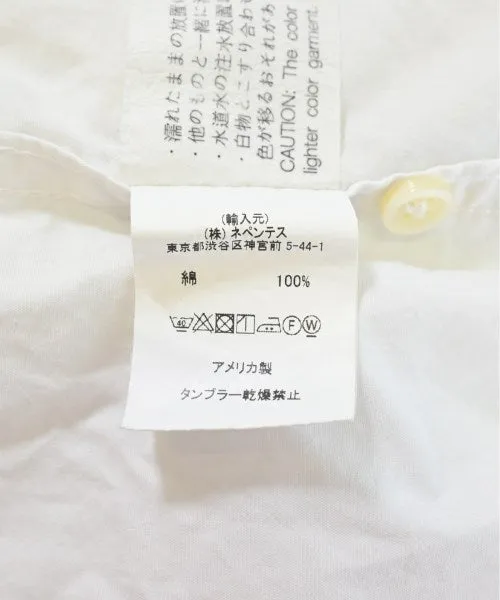 ・濡れたままの放置
・他のものと一緒に
・水道水の注水放置
・白物とこすり合わ
色が移るおそれがあ
CAUTION: The color
lighter color garment.
(輸入元)
(株) ネペンテス
東京都渋谷区神宮前 5-44-1
綿 100%
40 F W
アメリカ製
タンブラー乾燥禁止